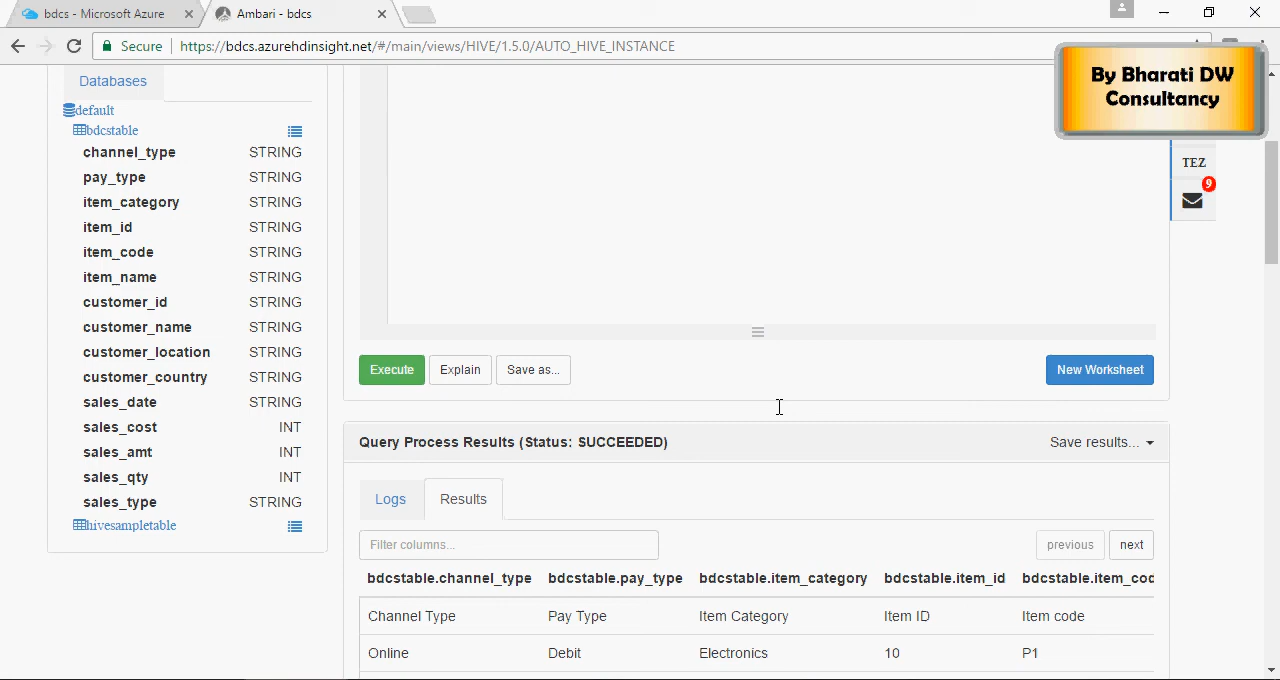 bdcs - Microsoft Azure
Ambari - bdcs
Secure
https://bdcs.azurehdinsight.net/#/main/views/HIVE/1.5.0/AUTO_HIVE_INSTANCE
By Bharati DW
Consultancy
Databases
default
bdcstable
channel_type STRING
pay_type STRING
item_category STRING
item_id STRING
item_code STRING
item_name STRING
customer_id STRING
customer_name STRING
customer_location STRING
customer_country STRING
sales_date STRING
sales_cost INT
sales_amt INT
sales_qty INT
sales_type STRING
hivesampletable
TEZ
9
Execute Explain Save as... New Worksheet
Query Process Results (Status: SUCCEEDED) Save results...
Logs Results
Filter columns... previous next
bdcstable.channel_type bdcstable.pay_type bdcstable.item_category bdcstable.item_id bdcstable.item_cod
Channel Type Pay Type Item Category Item ID Item code
Online Debit Electronics 10 P1